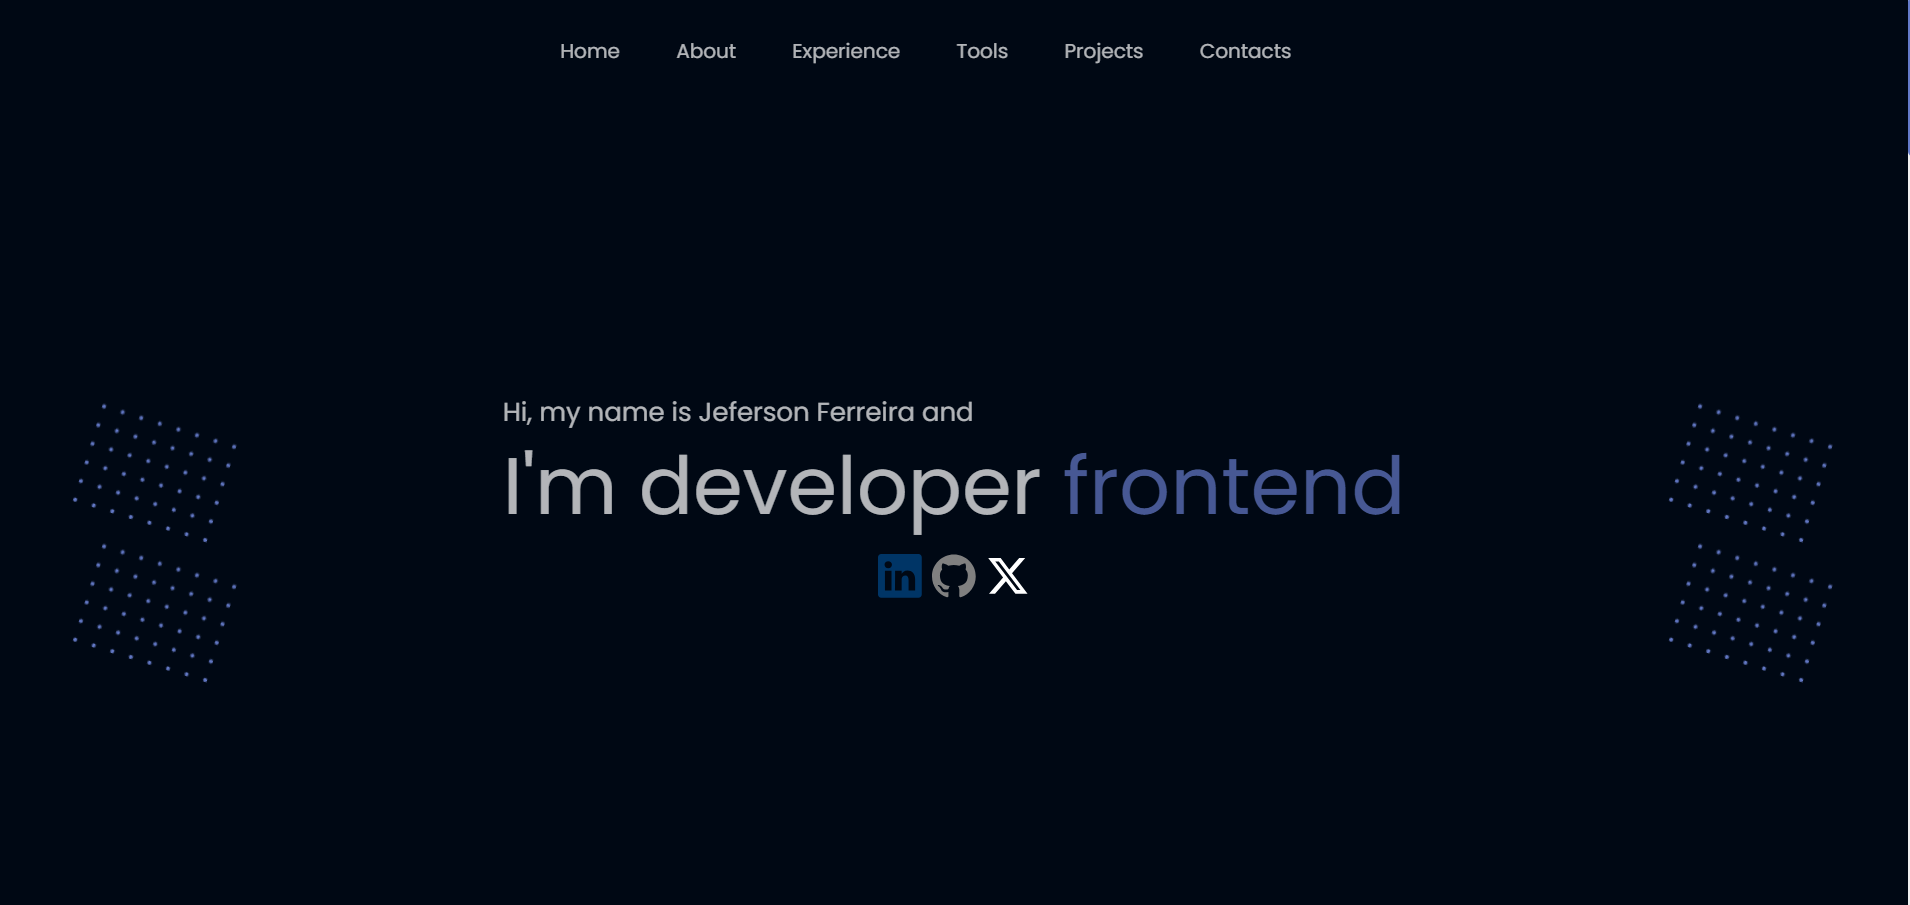 Home About Experience Tools Projects Contacts
Hi, my name is Jeferson Ferreira and
I'm developer frontend
in